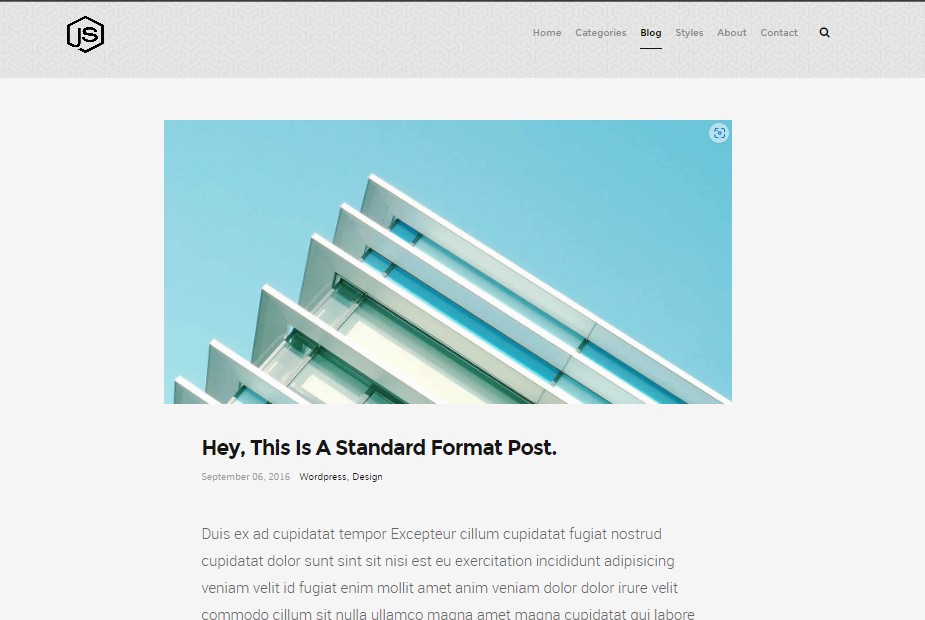 JS
Home Categories Blog Styles About Contact
Hey, This Is A Standard Format Post.
September 06, 2016 Wordpress, Design
Duis ex ad cupidatat tempor Excepteur cillum cupidatat fugiat nostrud
cupidatat dolor sunt sint sit nisi est eu exercitation incididunt adipisicing
veniam velit id fugiat enim mollit amet anim veniam dolor dolor irure velit
commodo cillum sit nulla ullamco magna amet magna cupidatat qui labore